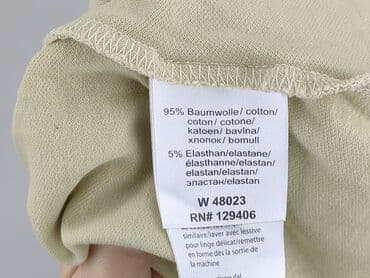 95% Baumwolle/cotton/
coton/ cotone/
katoen/ bavlna/
хлопок/ bomull
5% Elasthan/elastane/
élasthanne/elastan/
elastan/elastan/
эластан/elastan
W 48023
RN# 129406
similaire/laver avec lessive
pour linge délicat/remettre
en forme dès la sortie de
la machine